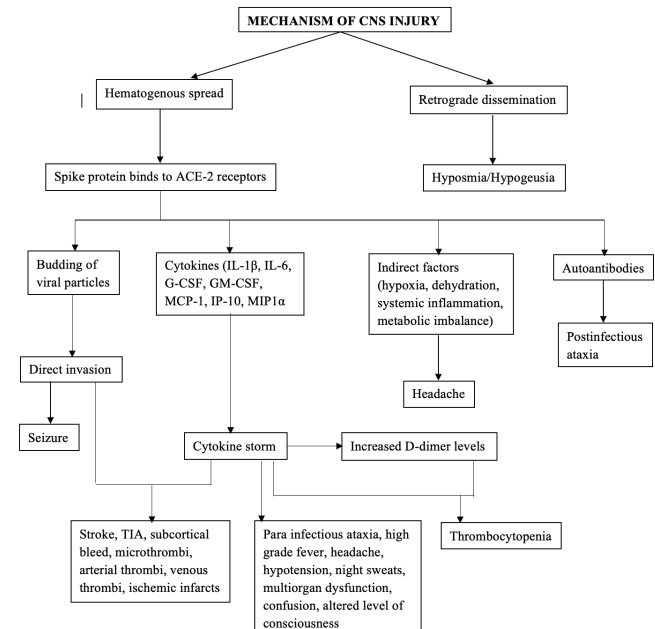 MECHANISM OF CNS INJURY
Hematogenous spread
Retrograde dissemination
Spike protein binds to ACE-2 receptors
Hyposmia/Hypogeusia
Budding of
viral particles
Cytokines (IL-1β, IL-6,
G-CSF, GM-CSF,
MCP-1, IP-10, MIP1α
Indirect factors
(hypoxia, dehydration,
systemic inflammation,
metabolic imbalance)
Autoantibodies
Postinfectious
ataxia
Direct invasion
Headache
Seizure
Cytokine storm
Increased D-dimer levels
Stroke, TIA, subcortical
bleed, microthrombi,
arterial thrombi, venous
thrombi, ischemic infarcts
Para infectious ataxia, high
grade fever, headache,
hypotension, night sweats,
multiorgan dysfunction,
confusion, altered level of
consciousness
Thrombocytopenia